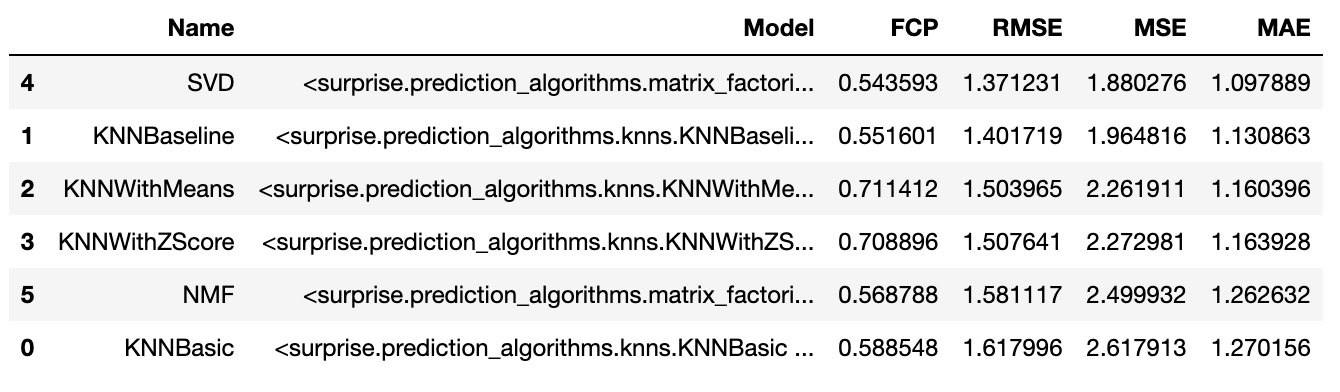 Name Model FCP RMSE MSE MAE
4 SVD <surprise.prediction_algorithms.matrix_factori... 0.543593 1.371231 1.880276 1.097889
1 KNNBaseline <surprise.prediction_algorithms.knns.KNNBaseli... 0.551601 1.401719 1.964816 1.130863
2 KNNWithMeans <surprise.prediction_algorithms.knns.KNNWithMe... 0.711412 1.503965 2.261911 1.160396
3 KNNWithZScore <surprise.prediction_algorithms.knns.KNNWithZS... 0.708896 1.507641 2.272981 1.163928
5 NMF <surprise.prediction_algorithms.matrix_factori... 0.568788 1.581117 2.499932 1.262632
0 KNNBasic <surprise.prediction_algorithms.knns.KNNBasic ... 0.588548 1.617996 2.617913 1.270156